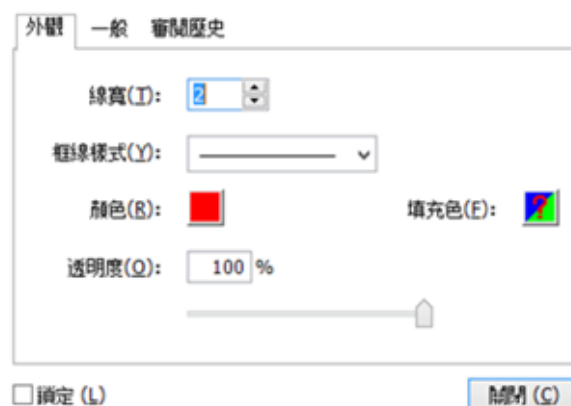 外觀 一般 審閱歷史
線寬(T): 2
框線樣式(Y):
顏色(R): 填充色(F): ?
透明度(O): 100 %
鎖定 (L) 關閉 (C)